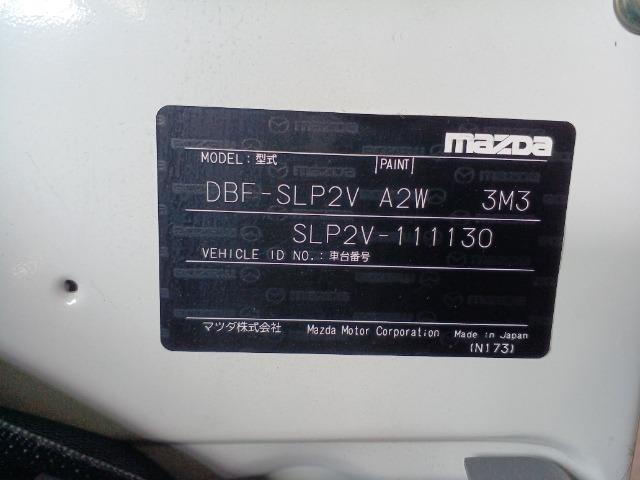 mazda
MODEL: 型式 PAINT
DBF-SLP2V A2W 3M3
SLP2V-111130
VEHICLE ID NO.: 車台番号
マツダ株式会社 Mazda Motor Corporation Made in Japan
(N173)